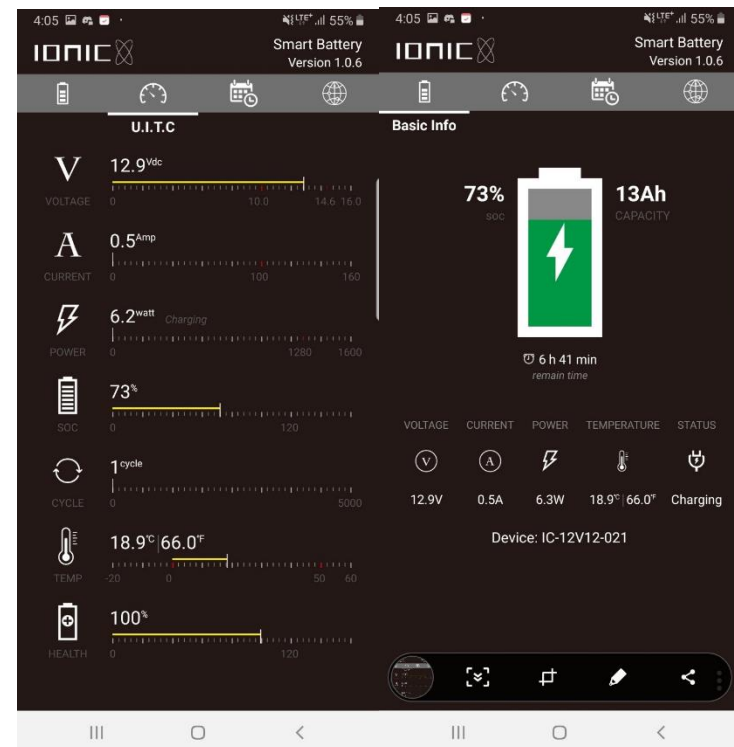 4:05 LTE+ 55%
IONIC
Smart Battery
Version 1.0.6
U.I.T.C
V 12.9Vdc
VOLTAGE 0 10.0 14.6 16.0
A 0.5Amp
CURRENT 0 100 160
6.2watt Charging
POWER 0 1280 1600
73%
SOC 0 120
1cycle
CYCLE 0 5000
18.9°C|66.0°F
TEMP -20 0 50 60
100%
HEALTH 0 120
4:05 LTE+ 55%
IONIC
Smart Battery
Version 1.0.6
Basic Info
73%
SOC
13Ah
CAPACITY
6 h 41 min
remain time
VOLTAGE CURRENT POWER TEMPERATURE STATUS
V A
12.9V 0.5A 6.3W 18.9°C|66.0°F Charging
Device: IC-12V12-021